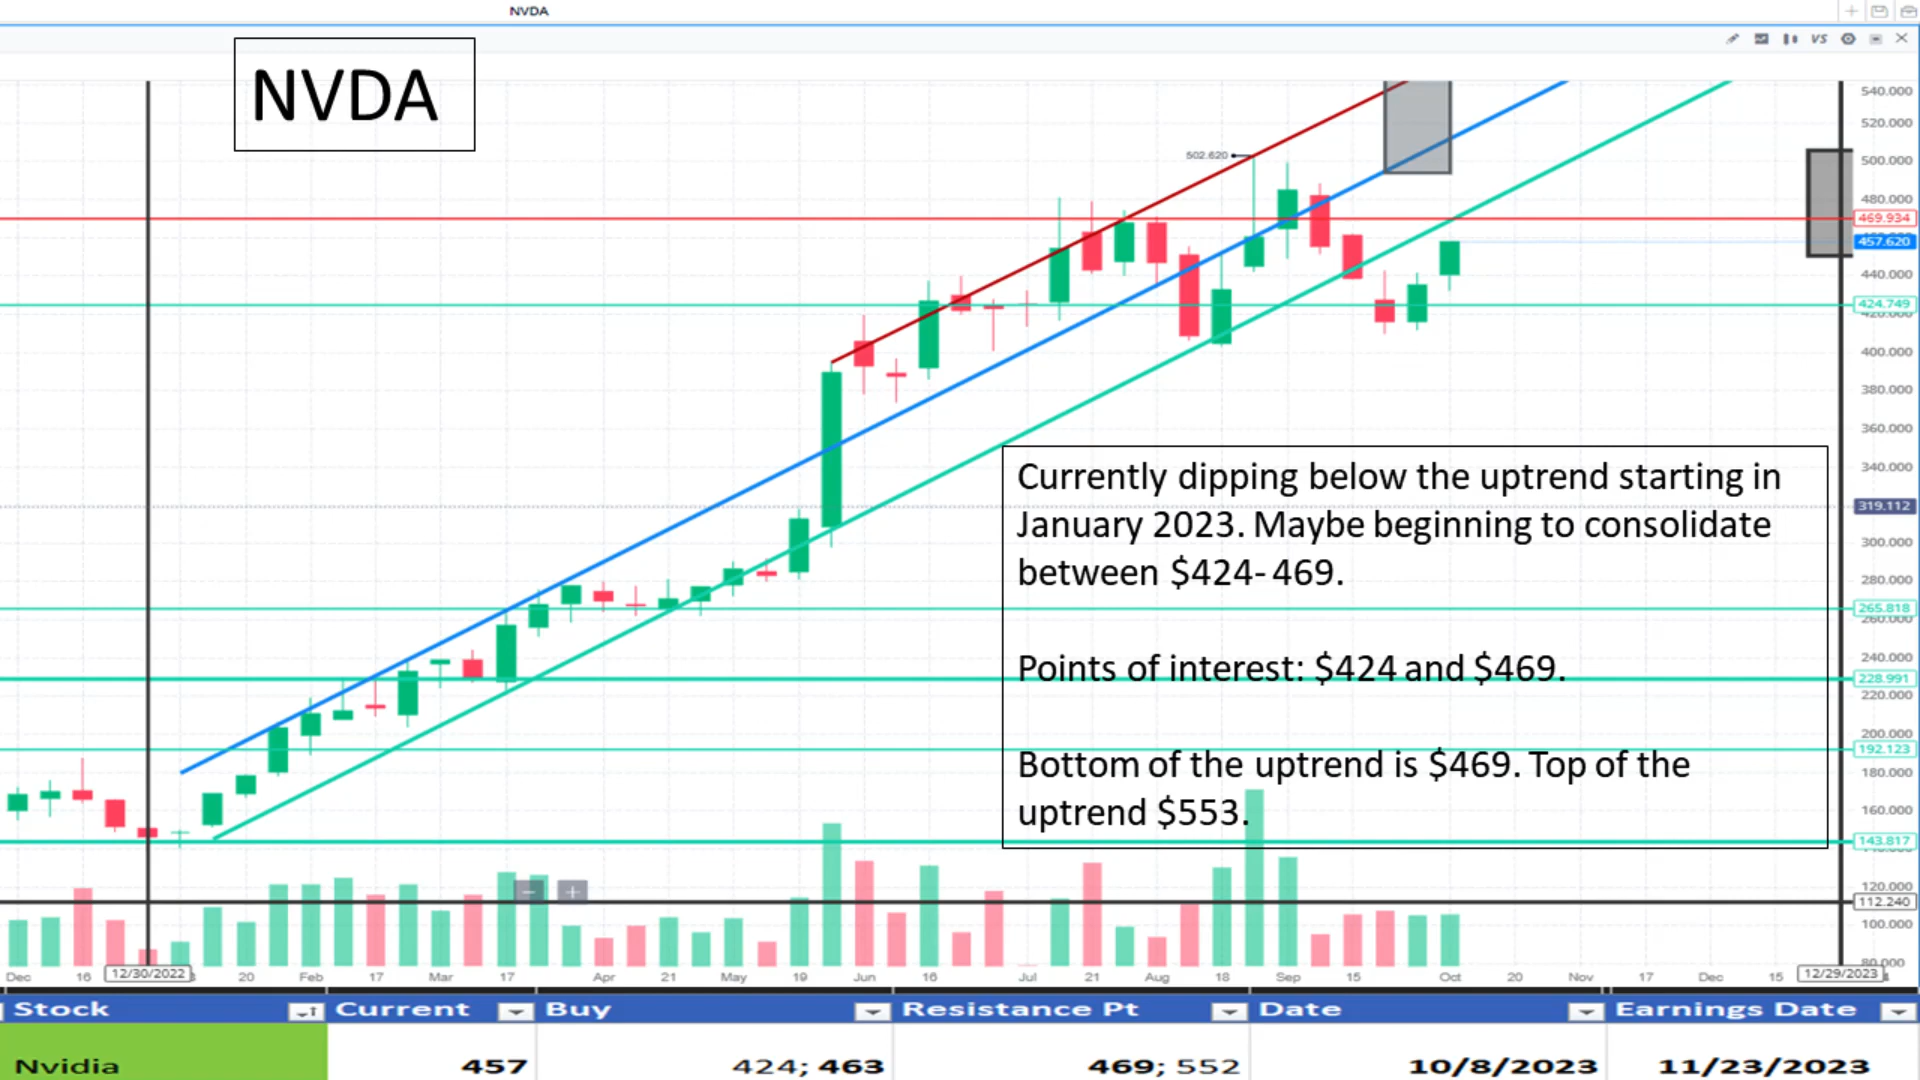 NVDA
VS
NVDA
502.620
540.000
520.000
500.000
480.000
469.934
457.620
440.000
424.749
400.000
380.000
360.000
340.000
319.112
300.000
280.000
265.818
260.000
240.000
228.991
220.000
200.000
192.123
180.000
160.000
143.817
120.000
112.240
100.000
80.000
Currently dipping below the uptrend starting in
January 2023. Maybe beginning to consolidate
between $424-469.
Points of interest: $424 and $469.
Bottom of the uptrend is $469. Top of the
uptrend $553.
Dec 16 12/30/2022 20 Feb 17 Mar 17 Apr 21 May 19 Jun 16 Jul 21 Aug 18 Sep 15 Oct 20 Nov 17 Dec 15 12/29/2023
Stock Current Buy Resistance Pt Date Earnings Date
Nvidia 457 424; 463 469; 552 10/8/2023 11/23/2023